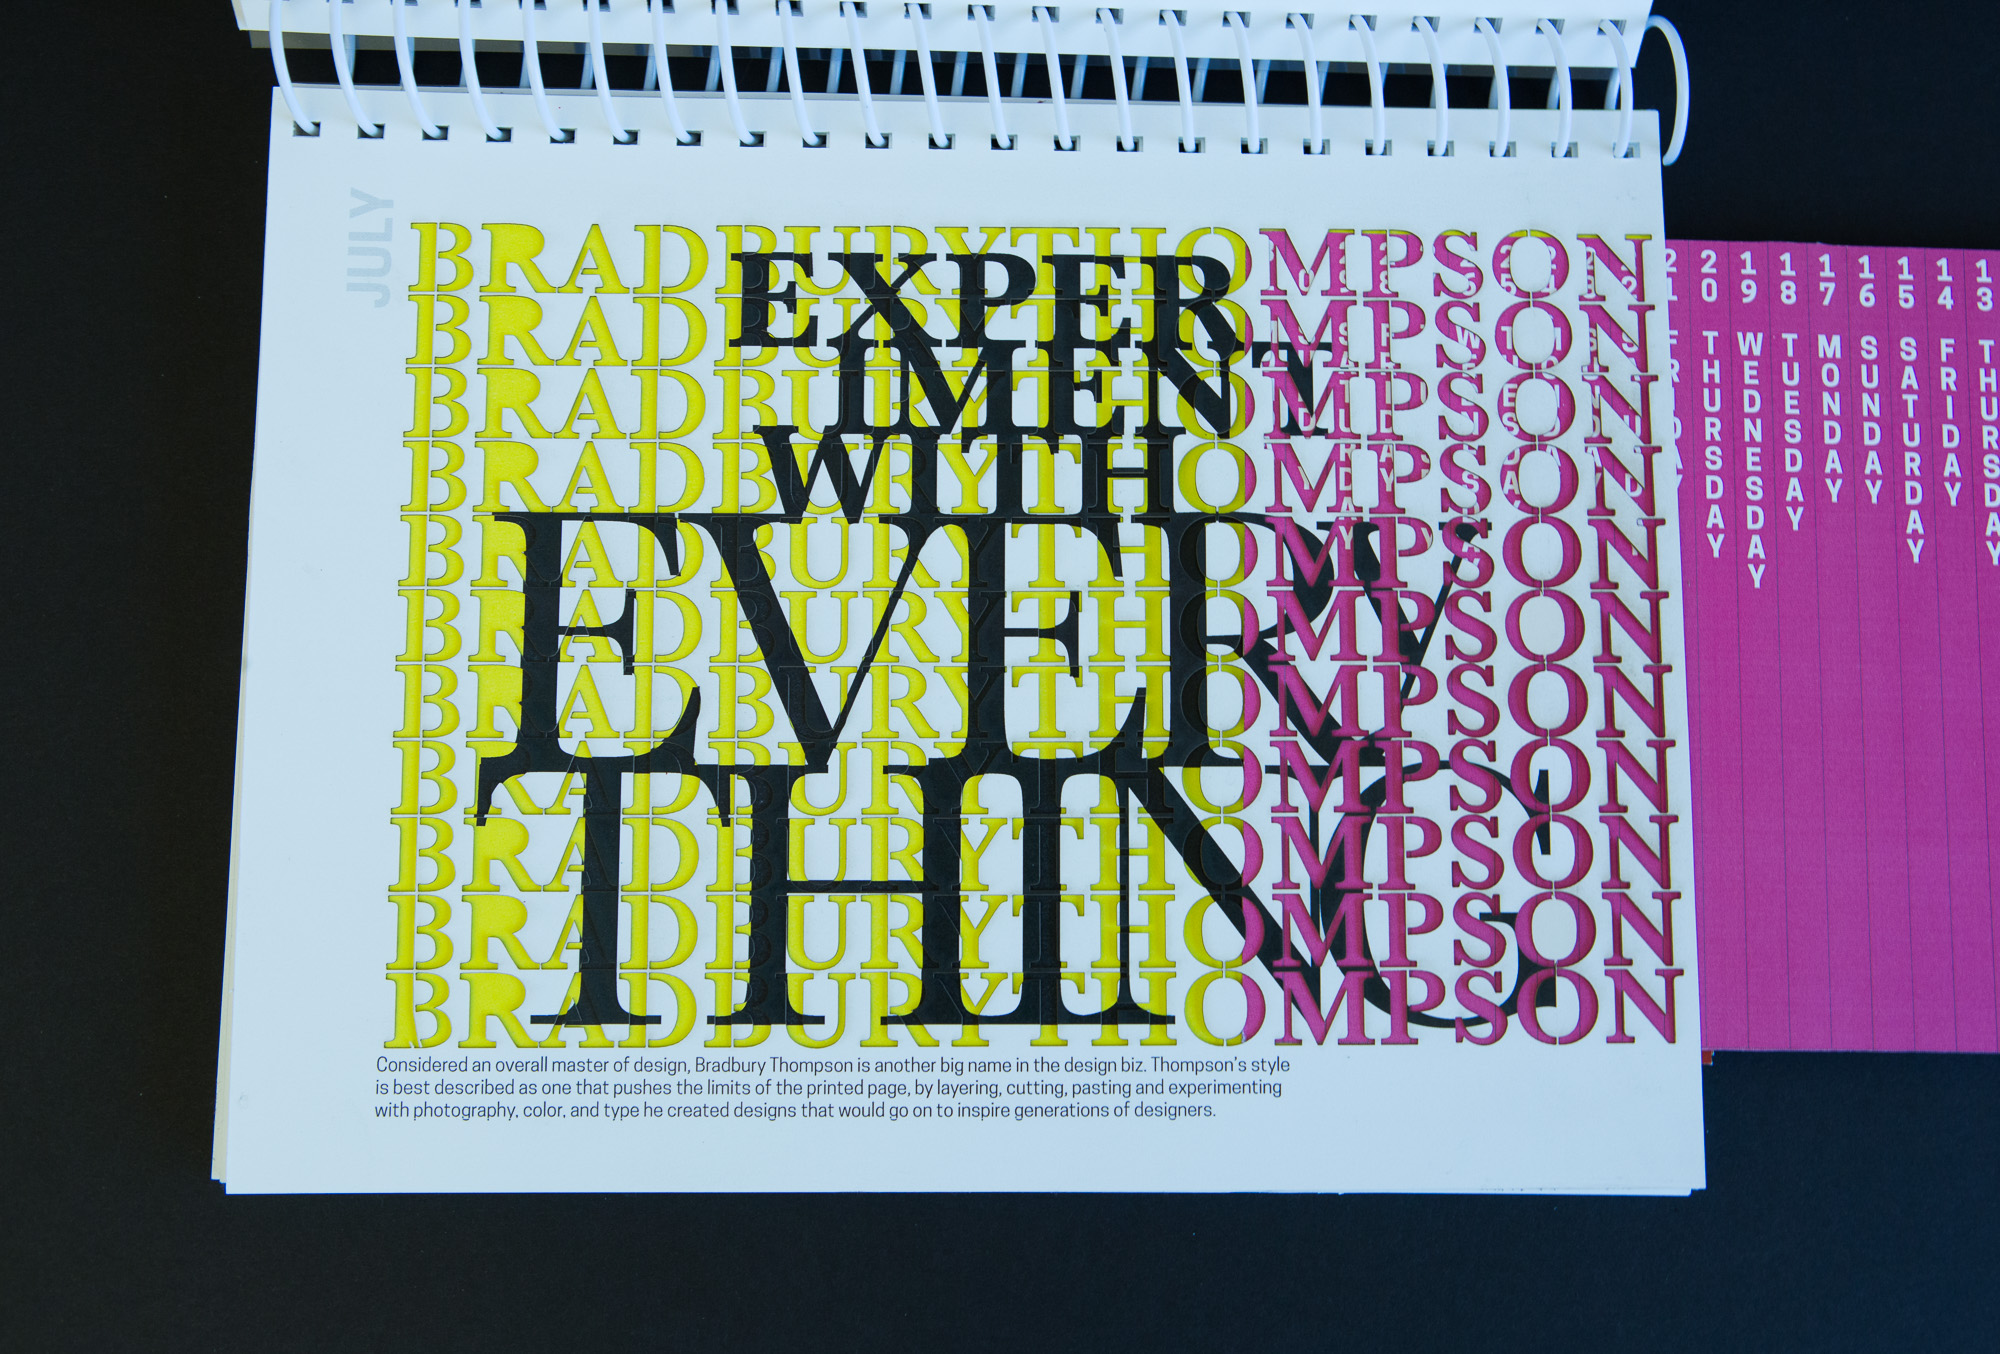 JULY
BRADBURYTHOMPSON
BRADBURYTHOMPSON
BRADBURYTHOMPSON
BRADBURYTHOMPSON
BRADBURYTHOMPSON
BRADBURYTHOMPSON
BRADBURYTHOMPSON
BRADBURYTHOMPSON
BRADBURYTHOMPSON
BRADBURYTHOMPSON
BRADBURYTHOMPSON
EXPER
IMENT
WITH
EVERY
THING
Considered an overall master of design, Bradbury Thompson is another big name in the design biz. Thompson's style
is best described as one that pushes the limits of the printed page, by layering, cutting, pasting and experimenting
with photography, color, and type he created designs that would go on to inspire generations of designers.
21
20 THURSDAY
19 WEDNESDAY
18 TUESDAY
17 MONDAY
16 SUNDAY
15 SATURDAY
14 FRIDAY
13 THURSDAY